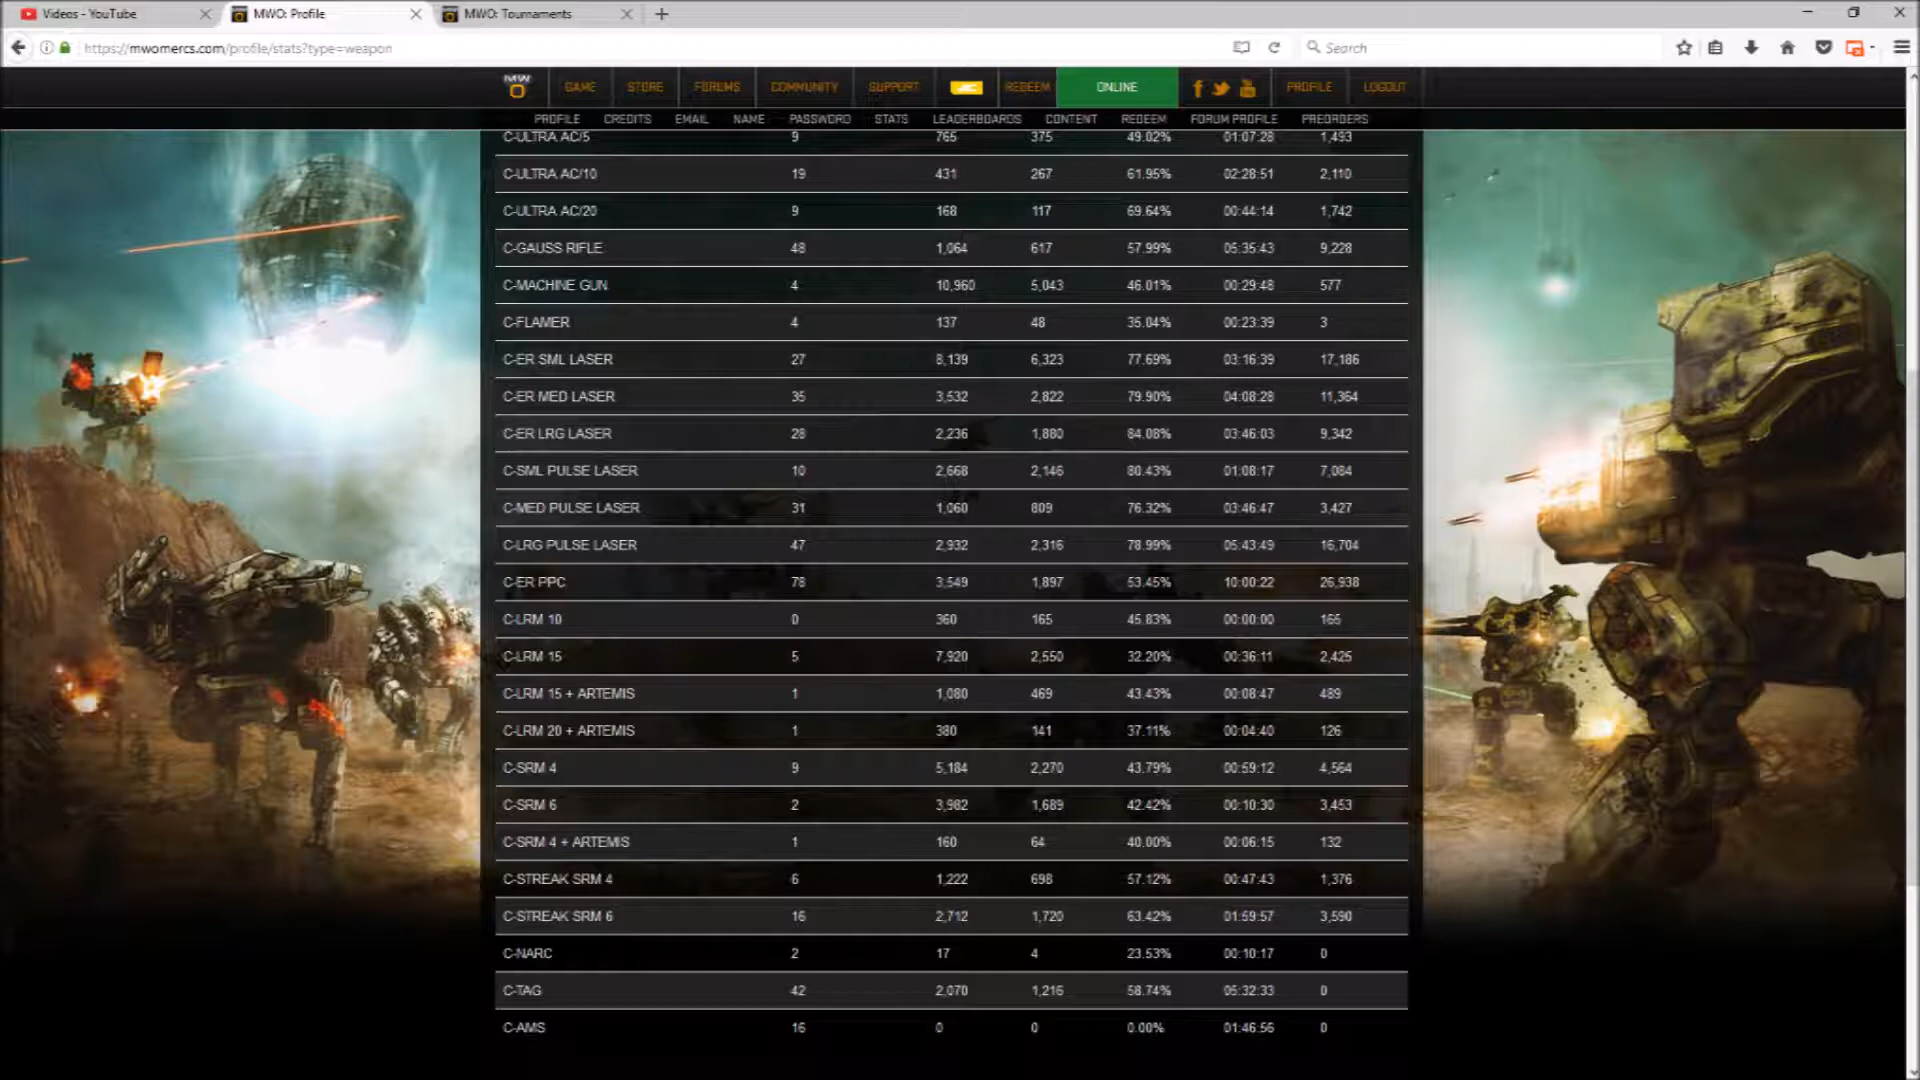 Videos - YouTube
MWO: Profile
MWO: Tournaments
https://mwomercs.com/profile/stats?type=weapon
Search
MW O GAME STORE FORUMS COMMUNITY SUPPORT MC REDEEM ONLINE PROFILE LOGOUT
PROFILE CREDITS EMAIL NAME PASSWORD STATS LEADERBOARDS CONTENT REDEEM FORUM PROFILE PREORDERS
C-ULTRA AC/5 9 765 375 49.02% 01:07:28 1,493
C-ULTRA AC/10 19 431 267 61.95% 02:28:51 2,110
C-ULTRA AC/20 9 168 117 69.64% 00:44:14 1,742
C-GAUSS RIFLE 48 1,064 617 57.99% 05:35:43 9,228
C-MACHINE GUN 4 10,960 5,043 46.01% 00:29:48 577
C-FLAMER 4 137 48 35.04% 00:23:39 3
C-ER SML LASER 27 8,139 6,323 77.69% 03:16:39 17,186
C-ER MED LASER 35 3,532 2,822 79.90% 04:08:28 11,364
C-ER LRG LASER 28 2,236 1,880 84.08% 03:46:03 9,342
C-SML PULSE LASER 10 2,668 2,146 80.43% 01:08:17 7,084
C-MED PULSE LASER 31 1,060 809 76.32% 03:46:47 3,427
C-LRG PULSE LASER 47 2,932 2,316 78.99% 05:43:49 16,704
C-ER PPC 78 3,549 1,897 53.45% 10:00:22 26,938
C-LRM 10 0 360 165 45.83% 00:00:00 165
C-LRM 15 5 7,920 2,550 32.20% 00:36:11 2,425
C-LRM 15 + ARTEMIS 1 1,080 469 43.43% 00:08:47 489
C-LRM 20 + ARTEMIS 1 380 141 37.11% 00:04:40 126
C-SRM 4 9 5,184 2,270 43.79% 00:59:12 4,564
C-SRM 6 2 3,982 1,689 42.42% 00:10:30 3,453
C-SRM 4 + ARTEMIS 1 160 64 40.00% 00:06:15 132
C-STREAK SRM 4 6 1,222 698 57.12% 00:47:43 1,376
C-STREAK SRM 6 16 2,712 1,720 63.42% 01:59:57 3,590
C-NARC 2 17 4 23.53% 00:10:17 0
C-TAG 42 2,070 1,216 58.74% 05:32:33 0
C-AMS 16 0 0 0.00% 01:46:56 0